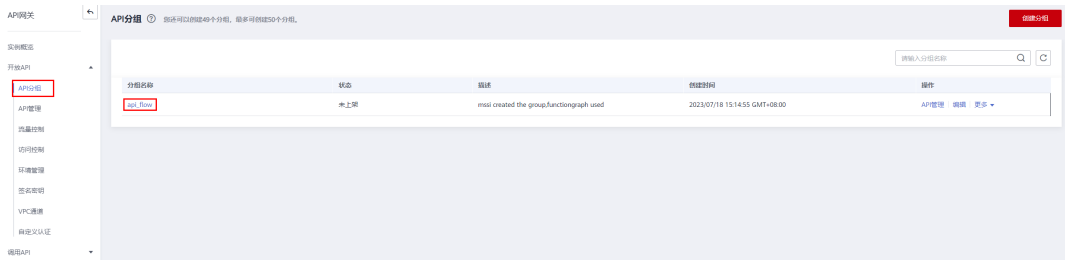 API网关
实例概览
开放API
API分组
API管理
流量控制
访问控制
环境管理
签名密钥
VPC通道
自定义认证
调用API
API分组 ? 您还可以创建49个分组，最多可创建50个分组。
创建分组
请输入分组名称
分组名称 状态 描述 创建时间 操作
api_flow 未上架 mssi created the group,functiongraph used 2023/07/18 15:14:55 GMT+08:00 API管理 编辑 更多